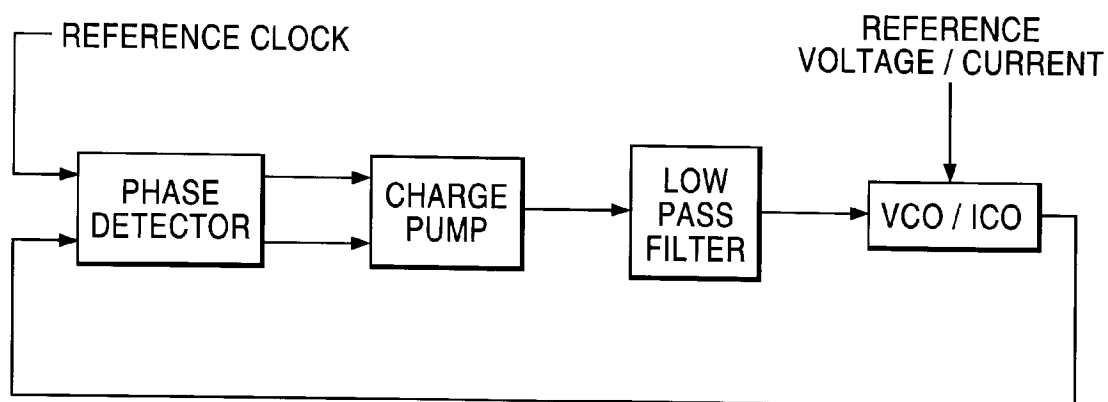 REFERENCE CLOCK
REFERENCE
VOLTAGE / CURRENT
PHASE
DETECTOR
CHARGE
PUMP
LOW
PASS
FILTER
VCO / ICO